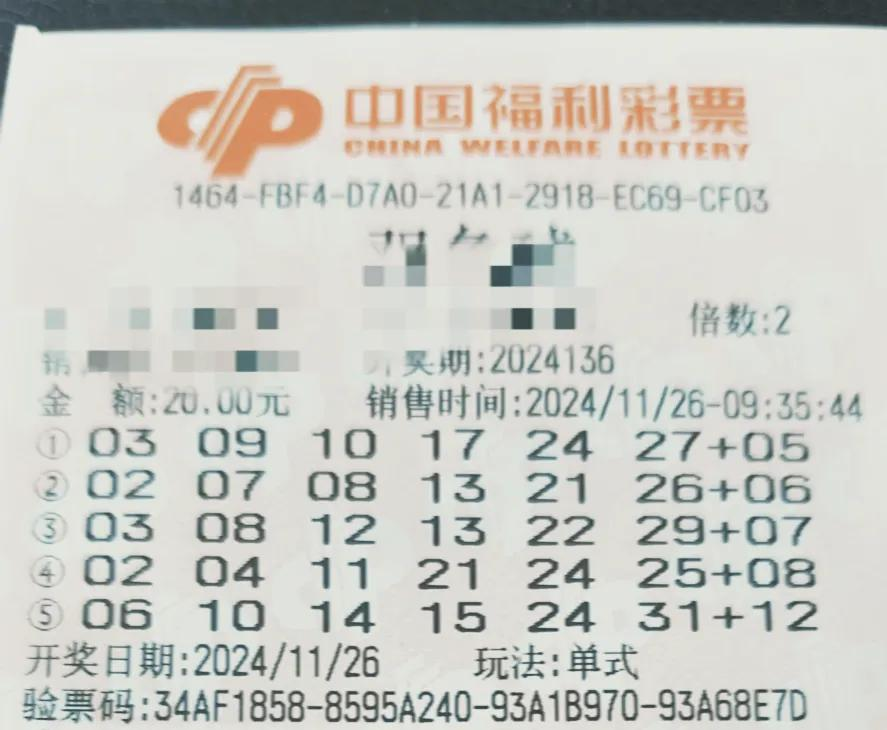 中国福利彩票
CHINA WELFARE LOTTERY
1464-FBF4-D7A0-21A1-2918-EC69-CF03
倍数:2
开奖期:2024136
金 额:20.00元 销售时间:2024/11/26-09:35:44
① 03 09 10 17 24 27+05
② 02 07 08 13 21 26+06
③ 03 08 12 13 22 29+07
④ 02 04 11 21 24 25+08
⑤ 06 10 14 15 24 31+12
开奖日期:2024/11/26 玩法:单式
验票码:34AF1858-8595A240-93A1B970-93A68E7D